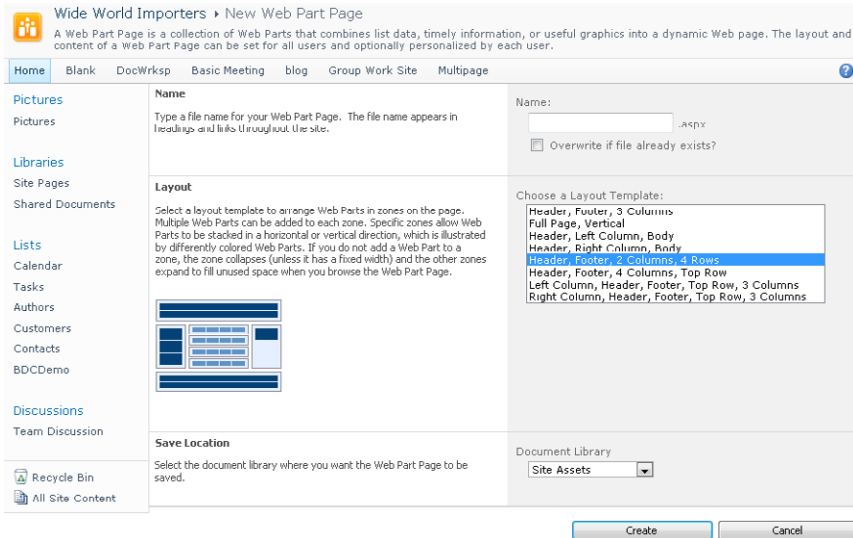 Wide World Importers ▸ New Web Part Page
A Web Part Page is a collection of Web Parts that combines list data, timely information, or useful graphics into a dynamic Web page. The layout and
content of a Web Part Page can be set for all users and optionally personalized by each user.
Home Blank DocWrksp Basic Meeting blog Group Work Site Multipage
Pictures
Pictures
Libraries
Site Pages
Shared Documents
Lists
Calendar
Tasks
Authors
Customers
Contacts
BDCDemo
Discussions
Team Discussion
Recycle Bin
All Site Content
Name
Type a file name for your Web Part Page. The file name appears in
headings and links throughout the site.
Name:
.aspx
Overwrite if file already exists?
Layout
Select a layout template to arrange Web Parts in zones on the page.
Multiple Web Parts can be added to each zone. Specific zones allow Web
Parts to be stacked in a horizontal or vertical direction, which is illustrated
by differently colored Web Parts. If you do not add a Web Part to a
zone, the zone collapses (unless it has a fixed width) and the other zones
expand to fill unused space when you browse the Web Part Page.
Choose a Layout Template:
Header, Footer, 3 Columns
Full Page, Vertical
Header, Left Column, Body
Header, Right Column, Body
Header, Footer, 2 Columns, 4 Rows
Header, Footer, 4 Columns, Top Row
Left Column, Header, Footer, Top Row, 3 Columns
Right Column, Header, Footer, Top Row, 3 Columns
Save Location
Select the document library where you want the Web Part Page to be
saved.
Document Library
Site Assets
Create Cancel